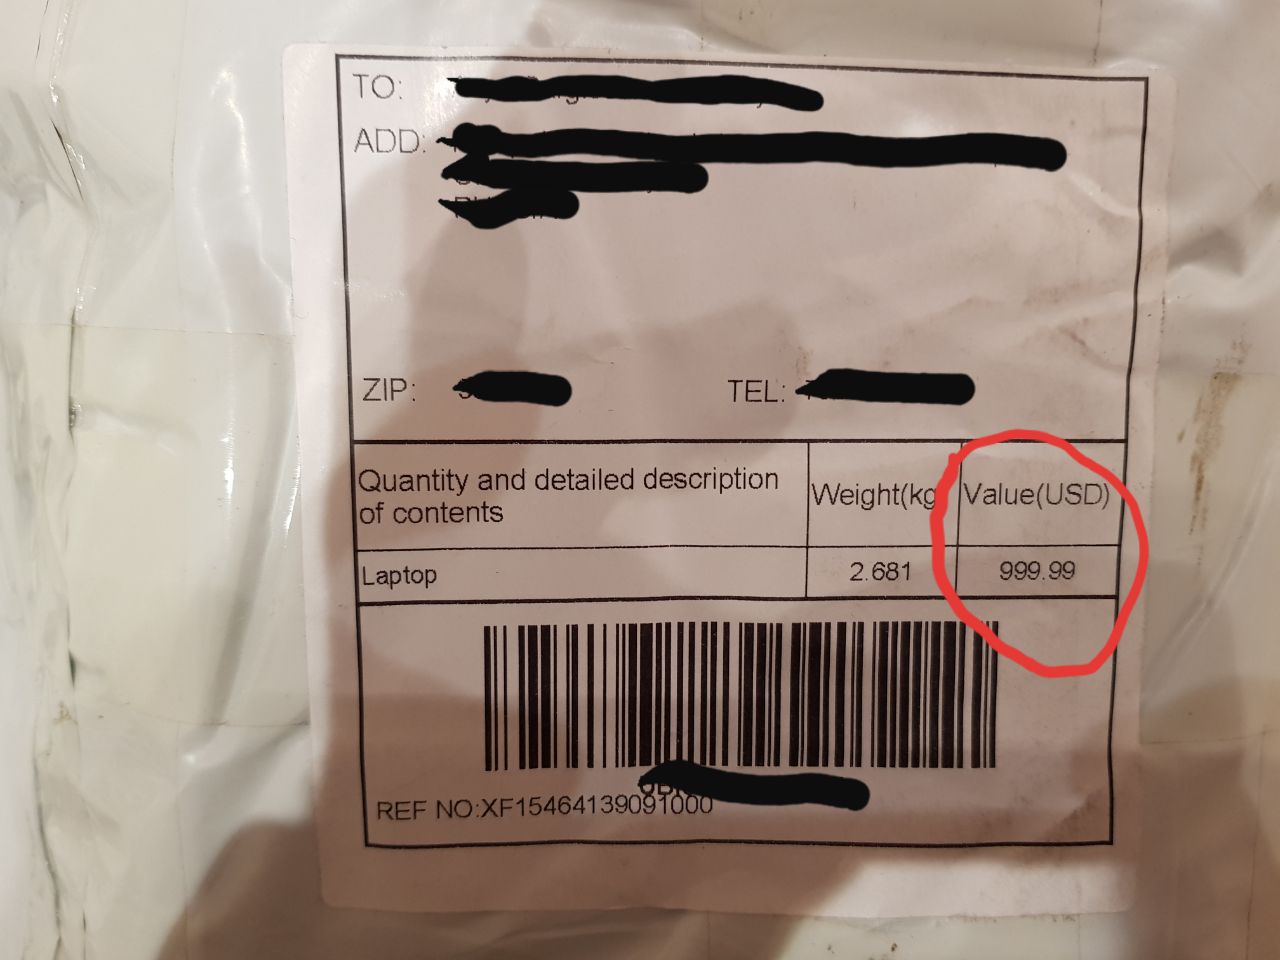 TO:
ADD:
ZIP: TEL:
Quantity and detailed description
of contents
Weight(kg
Value(USD)
Laptop 2.681 999.99
REF NO:XF15464139091000